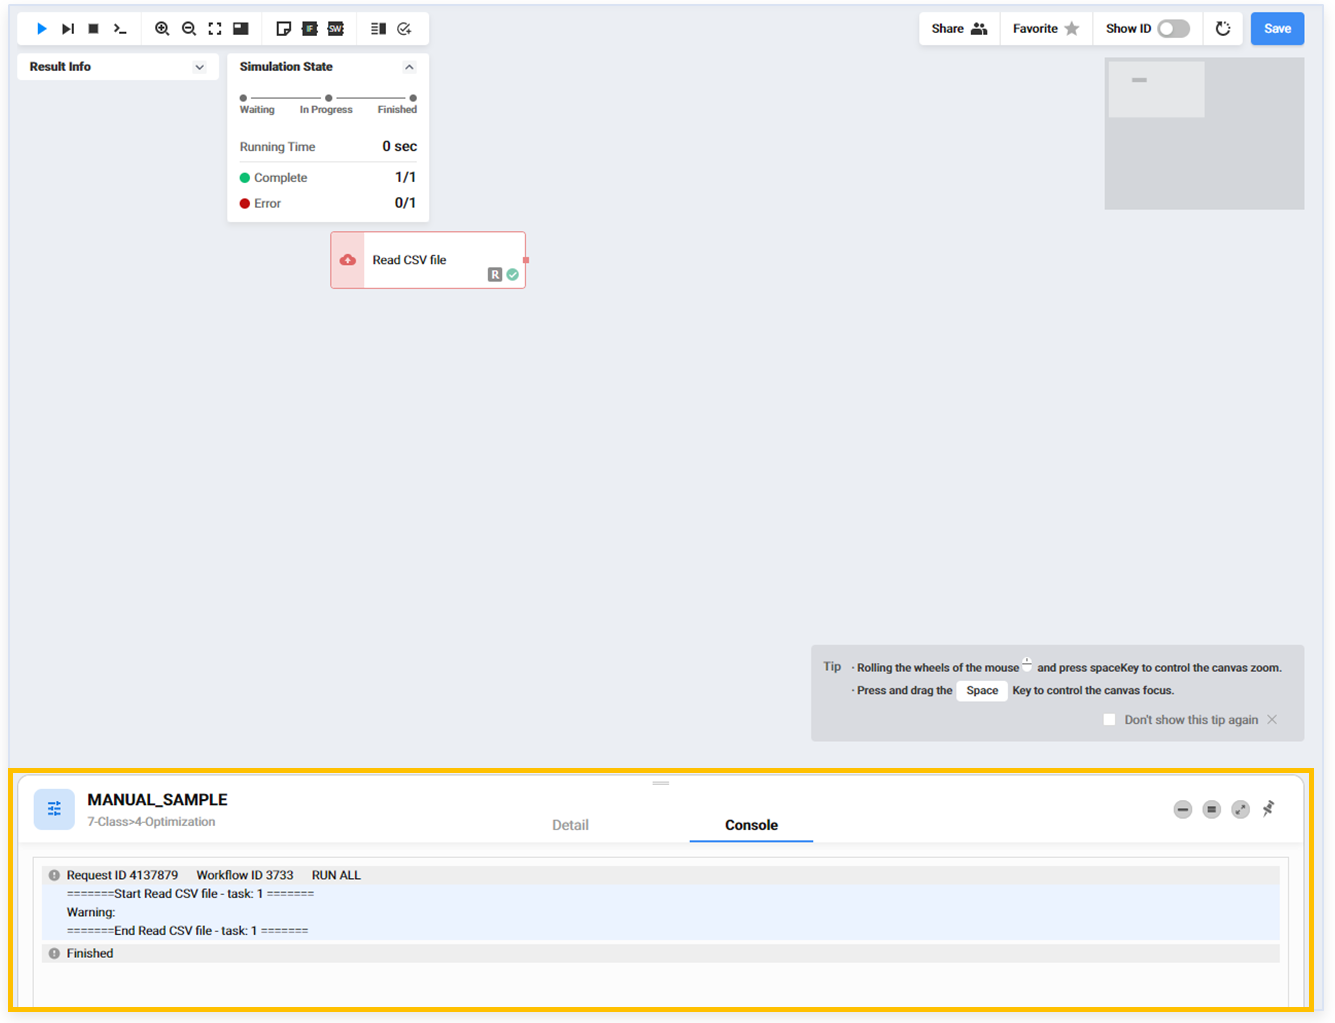 IF
SW
Share
Favorite
Show ID
Save
Result Info
Simulation State
Waiting
In Progress
Finished
Running Time
0 sec
Complete
1/1
Error
0/1
Read CSV file
R
Tip
· Rolling the wheels of the mouse and press spaceKey to control the canvas zoom.
· Press and drag the Space Key to control the canvas focus.
Don't show this tip again
MANUAL_SAMPLE
7-Class>4-Optimization
Detail
Console
Request ID 4137879 Workflow ID 3733 RUN ALL
=======Start Read CSV file - task: 1 =======
Warning:
=======End Read CSV file - task: 1 =======
Finished